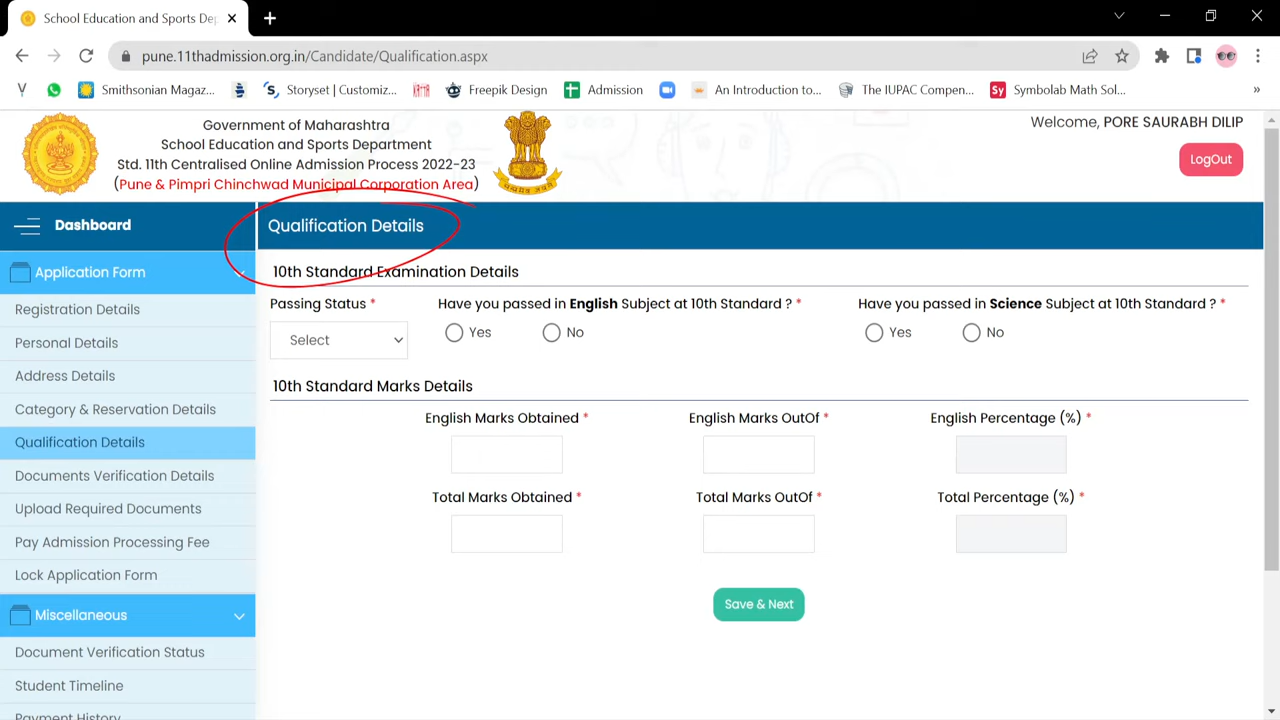 School Education and Sports De
pune.11thadmission.org.in/Candidate/Qualification.aspx
Y
Smithsonian Magaz...
Storyset | Customiz...
Freepik Design
Admission
An Introduction to...
The IUPAC Compen...
Sy
Symbolab Math Sol...
»
Government of Maharashtra
School Education and Sports Department
Std. 11th Centralised Online Admission Process 2022-23
(Pune & Pimpri Chinchwad Municipal Corporation Area)
Welcome, PORE SAURABH DILIP
LogOut
Dashboard
Qualification Details
Application Form
Registration Details
Personal Details
Address Details
Category & Reservation Details
Qualification Details
Documents Verification Details
Upload Required Documents
Pay Admission Processing Fee
Lock Application Form
Miscellaneous
Document Verification Status
Student Timeline
Payment History
10th Standard Examination Details
Passing Status *
Have you passed in English Subject at 10th Standard ? *
Have you passed in Science Subject at 10th Standard ? *
Select
Yes
No
Yes
No
10th Standard Marks Details
English Marks Obtained *
English Marks OutOf *
English Percentage (%) *
Total Marks Obtained *
Total Marks OutOf *
Total Percentage (%) *
Save & Next